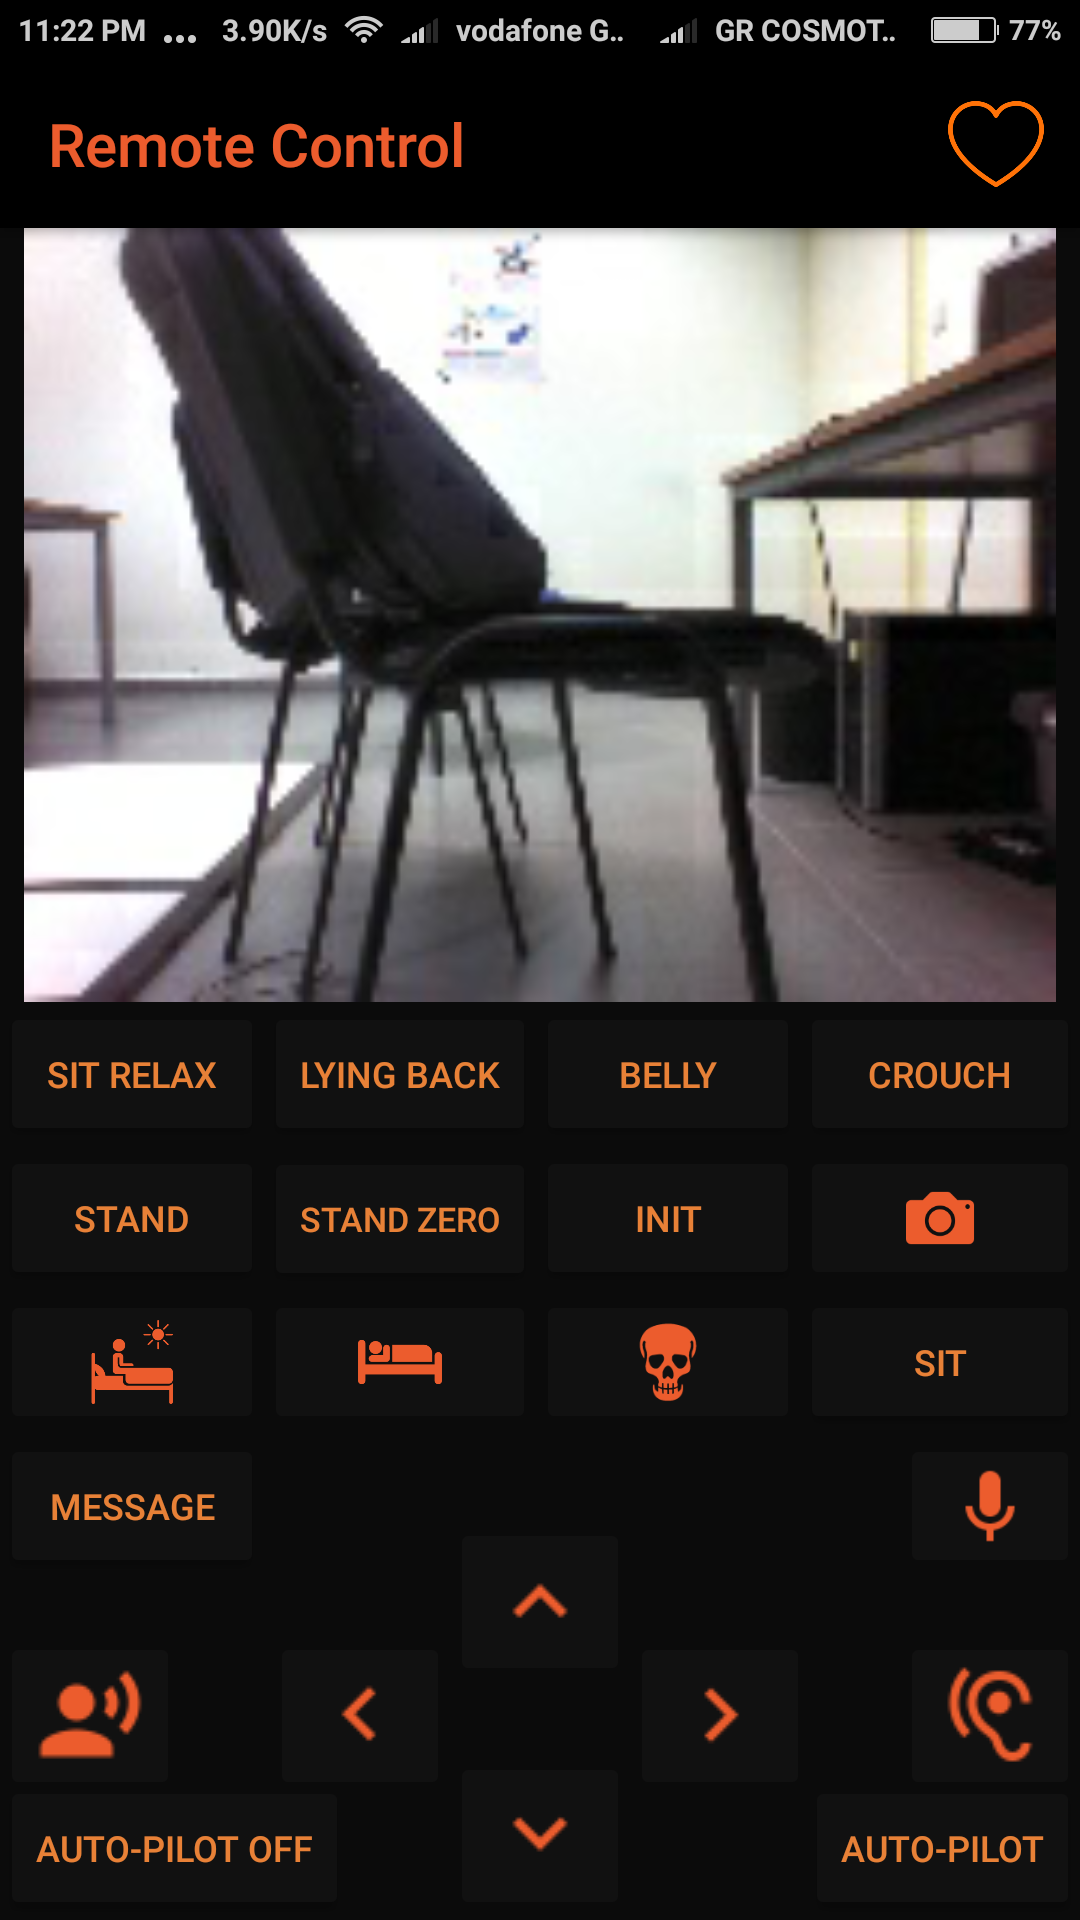 11:22 PM ... 3.90K/s vodafone G.. GR COSMOT.. 77%
Remote Control
SIT RELAX LYING BACK BELLY CROUCH
STAND STAND ZERO INIT
SIT
MESSAGE
AUTO-PILOT OFF AUTO-PILOT